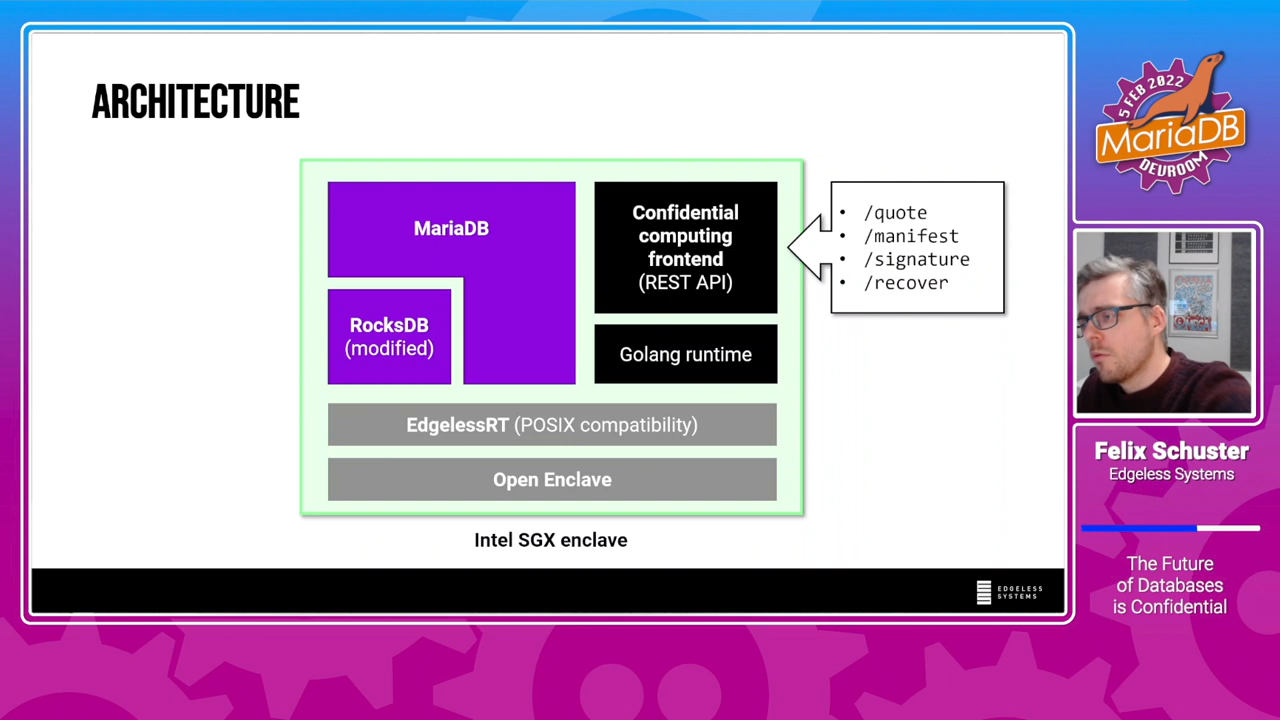 ARCHITECTURE
MariaDB
RocksDB
(modified)
Confidential
computing
frontend
(REST API)
Golang runtime
EdgelessRT (POSIX compatibility)
Open Enclave
Intel SGX enclave
• /quote
• /manifest
• /signature
• /recover
EDGELESS
SYSTEMS
5 FEB 2022
MariaDB
DEVROOM
Felix Schuster
Edgeless Systems
The Future
of Databases
is Confidential